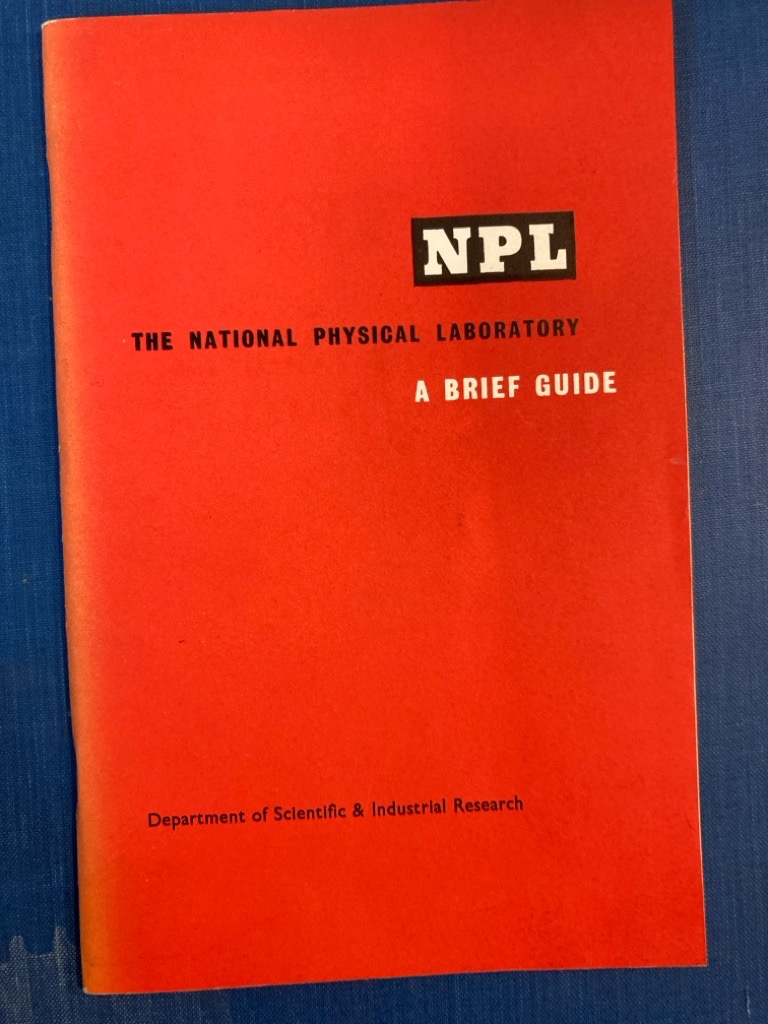 NPL
THE NATIONAL PHYSICAL LABORATORY
A BRIEF GUIDE
Department of Scientific & Industrial Research